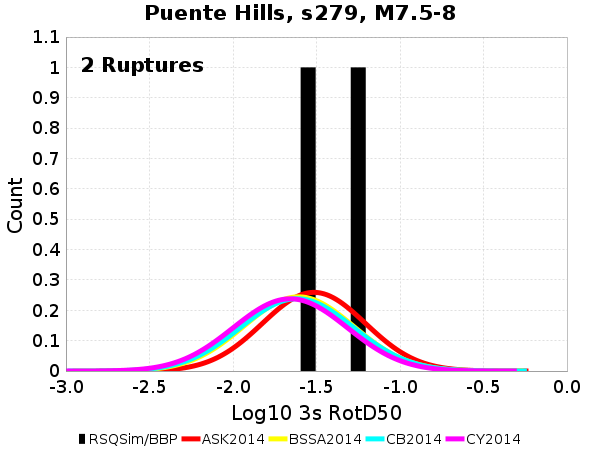 Puente Hills, s279, M7.5-8
2 Ruptures
Count
1.1
1
0.9
0.8
0.7
0.6
0.5
0.4
0.3
0.2
0.1
0
-3.0 -2.5 -2.0 -1.5 -1.0 -0.5 0.0
Log10 3s RotD50
RSQSim/BBP ASK2014 BSSA2014 CB2014 CY2014